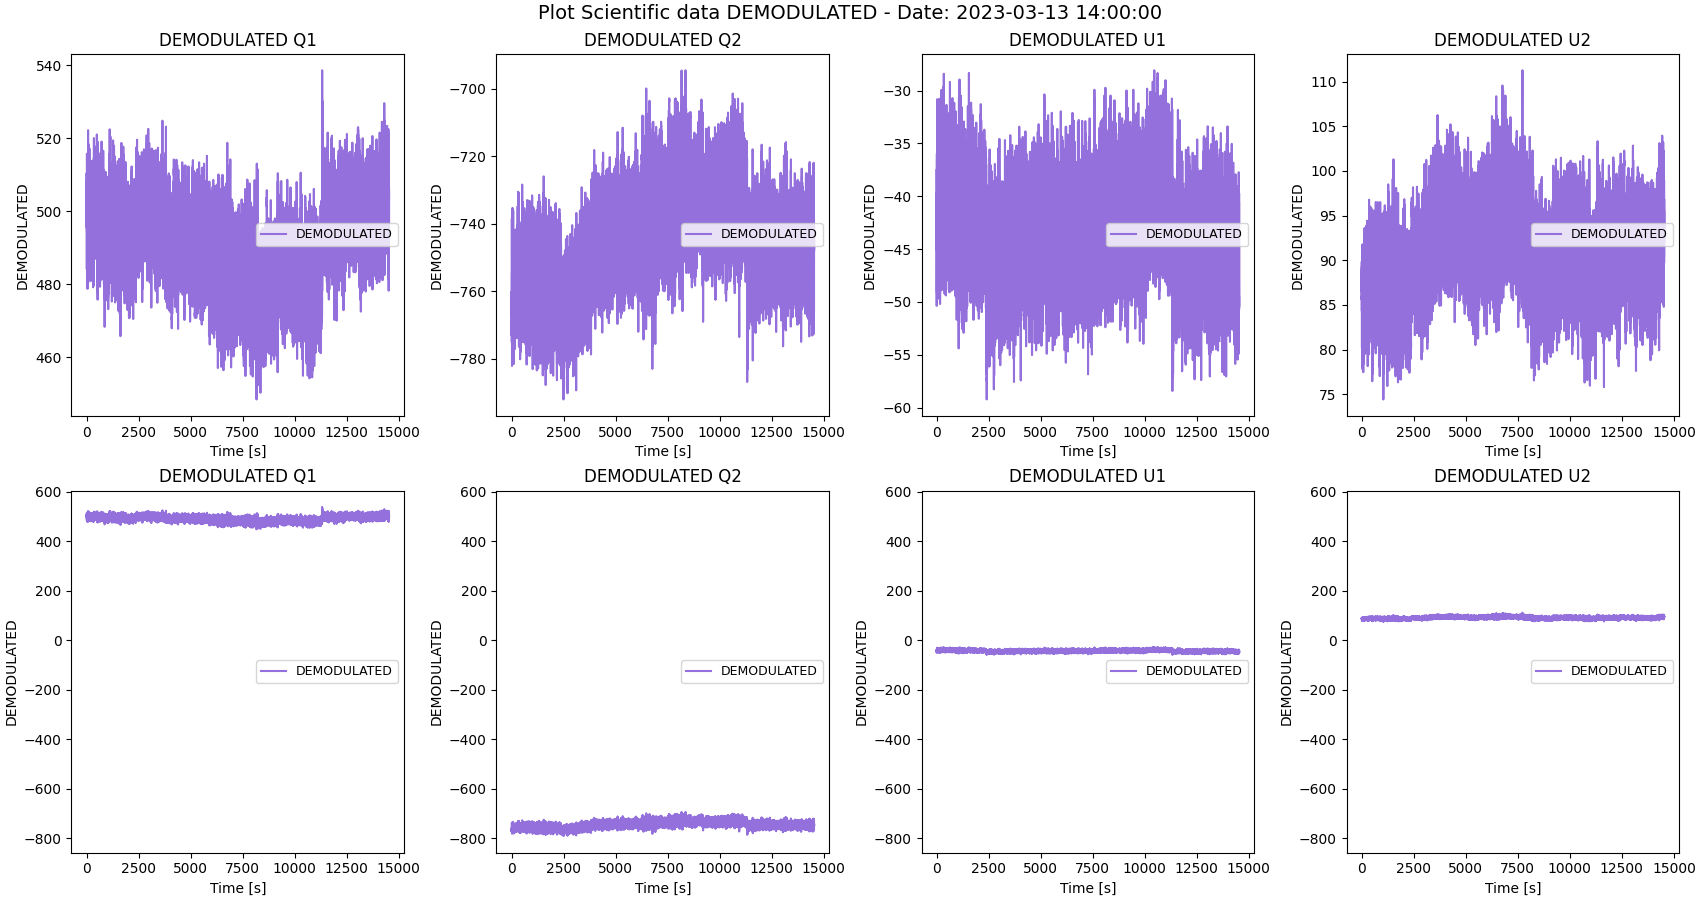 Plot Scientific data DEMODULATED - Date: 2023-03-13 14:00:00
DEMODULATED Q1
DEMODULATED
540
520
500
480
460
DEMODULATED
0 2500 5000 7500 10000 12500 15000
Time [s]
DEMODULATED Q2
DEMODULATED
−700
−720
−740
−760
−780
DEMODULATED
0 2500 5000 7500 10000 12500 15000
Time [s]
DEMODULATED U1
DEMODULATED
−30
−35
−40
−45
−50
−55
−60
DEMODULATED
0 2500 5000 7500 10000 12500 15000
Time [s]
DEMODULATED U2
DEMODULATED
110
105
100
95
90
85
80
75
DEMODULATED
0 2500 5000 7500 10000 12500 15000
Time [s]
DEMODULATED Q1
DEMODULATED
600
400
200
0
−200
−400
−600
−800
DEMODULATED
0 2500 5000 7500 10000 12500 15000
Time [s]
DEMODULATED Q2
DEMODULATED
600
400
200
0
−200
−400
−600
−800
DEMODULATED
0 2500 5000 7500 10000 12500 15000
Time [s]
DEMODULATED U1
DEMODULATED
600
400
200
0
−200
−400
−600
−800
DEMODULATED
0 2500 5000 7500 10000 12500 15000
Time [s]
DEMODULATED U2
DEMODULATED
600
400
200
0
−200
−400
−600
−800
DEMODULATED
0 2500 5000 7500 10000 12500 15000
Time [s]